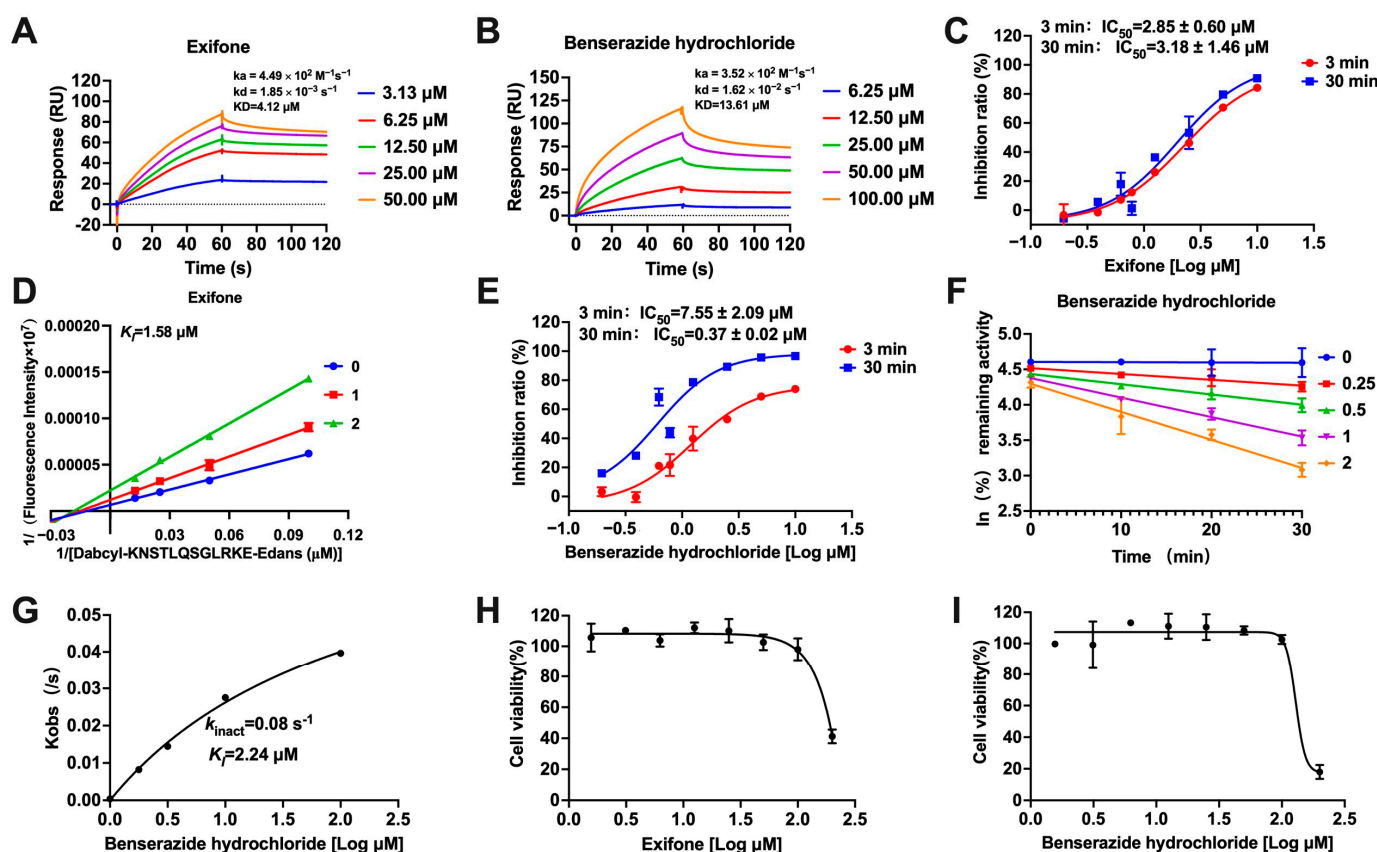 A
Exifone
ka = 4.49 × 10² M⁻¹s⁻¹
kd = 1.85 × 10⁻³ s⁻¹
KD=4.12 μM
Response (RU)
120
100
80
60
40
20
0
-20
0 20 40 60 80 100 120
Time (s)
3.13 μM
6.25 μM
12.50 μM
25.00 μM
50.00 μM
B
Benserazide hydrochloride
ka = 3.52 × 10² M⁻¹s⁻¹
kd = 1.62 × 10⁻² s⁻¹
KD=13.61 μM
Response (RU)
150
125
100
75
50
25
0
0 20 40 60 80 100 120
Time (s)
6.25 μM
12.50 μM
25.00 μM
50.00 μM
100.00 μM
C
3 min： IC₅₀=2.85 ± 0.60 μM
30 min： IC₅₀=3.18 ± 1.46 μM
Inhibition ratio (%)
120
100
80
60
40
20
0
−1.0 −0.5 0.0 0.5 1.0 1.5
Exifone [Log μM]
3 min
30 min
D
Exifone
K_I=1.58 μM
1/（Fluorescence Intensity×10⁷)
0.00020
0.00015
0.00010
0.00005
−0.03 0.03 0.06 0.09 0.12
1/[Dabcyl-KNSTLQSGLRKE-Edans (μM)]
0
1
2
E
3 min： IC₅₀=7.55 ± 2.09 μM
30 min： IC₅₀=0.37 ± 0.02 μM
Inhibition ratio (%)
120
100
80
60
40
20
0
−1.0 −0.5 0.0 0.5 1.0 1.5
Benserazide hydrochloride [Log μM]
3 min
30 min
F
Benserazide hydrochloride
ln（%）remaining activity
5.0
4.5
4.0
3.5
3.0
2.5
0 10 20 30
Time （min）
0
0.25
0.5
1
2
G
Kobs（/s）
0.05
0.04
0.03
0.02
0.01
0.00
k_inact=0.08 s⁻¹
K_I=2.24 μM
0.0 0.5 1.0 1.5 2.0 2.5
Benserazide hydrochloride [Log μM]
H
Cell viability(%)
120
100
80
60
40
20
0
0.0 0.5 1.0 1.5 2.0 2.5
Exifone [Log μM]
I
Cell viability(%)
120
100
80
60
40
20
0
0.0 0.5 1.0 1.5 2.0 2.5
Benserazide hydrochloride [Log μM]